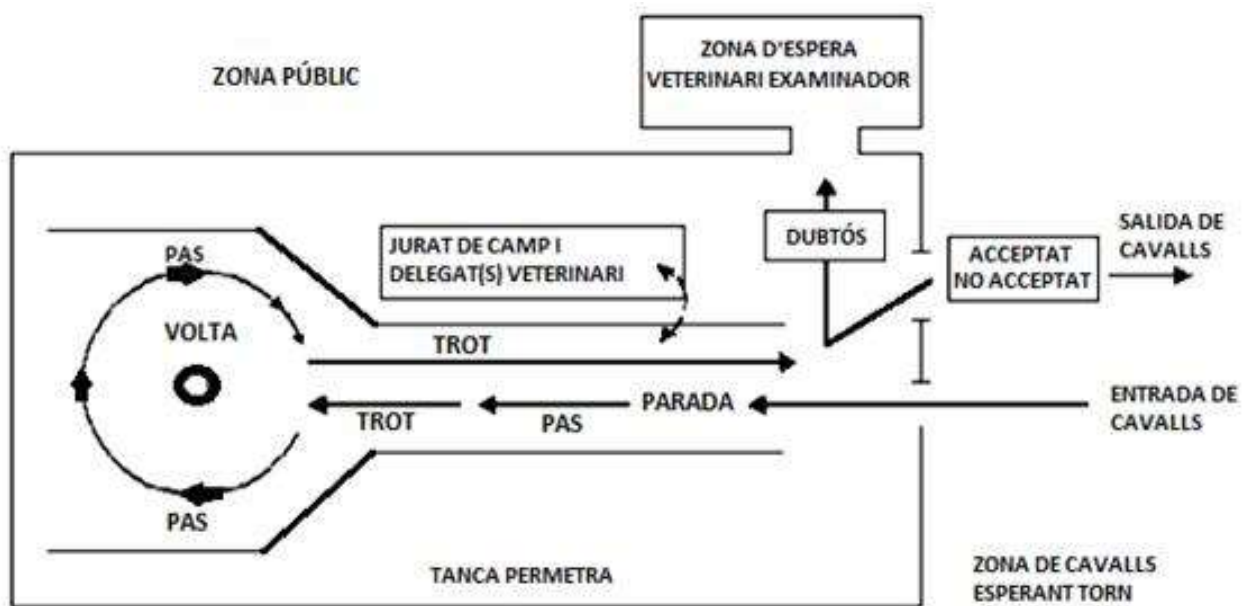 ZONA PÚBLIC
ZONA D'ESPERA
VETERINARI EXAMINADOR
PAS
JURAT DE CAMP I
DELEGAT(S) VETERINARI
DUBTÓS
ACCEPTAT
NO ACCEPTAT
SALIDA DE
CAVALLS
VOLTA
TROT
PARADA
TROT
PAS
ENTRADA DE
CAVALLS
PAS
TANCA PERMETRA
ZONA DE CAVALLS
ESPERANT TORN